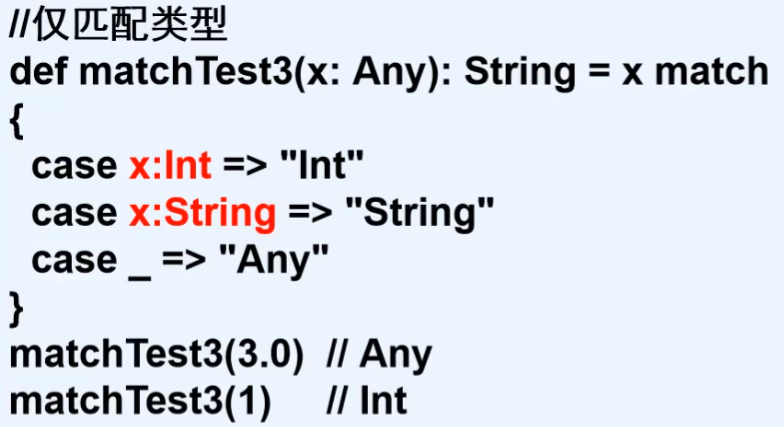 //仅匹配类型
def matchTest3(x: Any): String = x match
{
case x:Int => "Int"
case x:String => "String"
case _ => "Any"
}
matchTest3(3.0) // Any
matchTest3(1) // Int